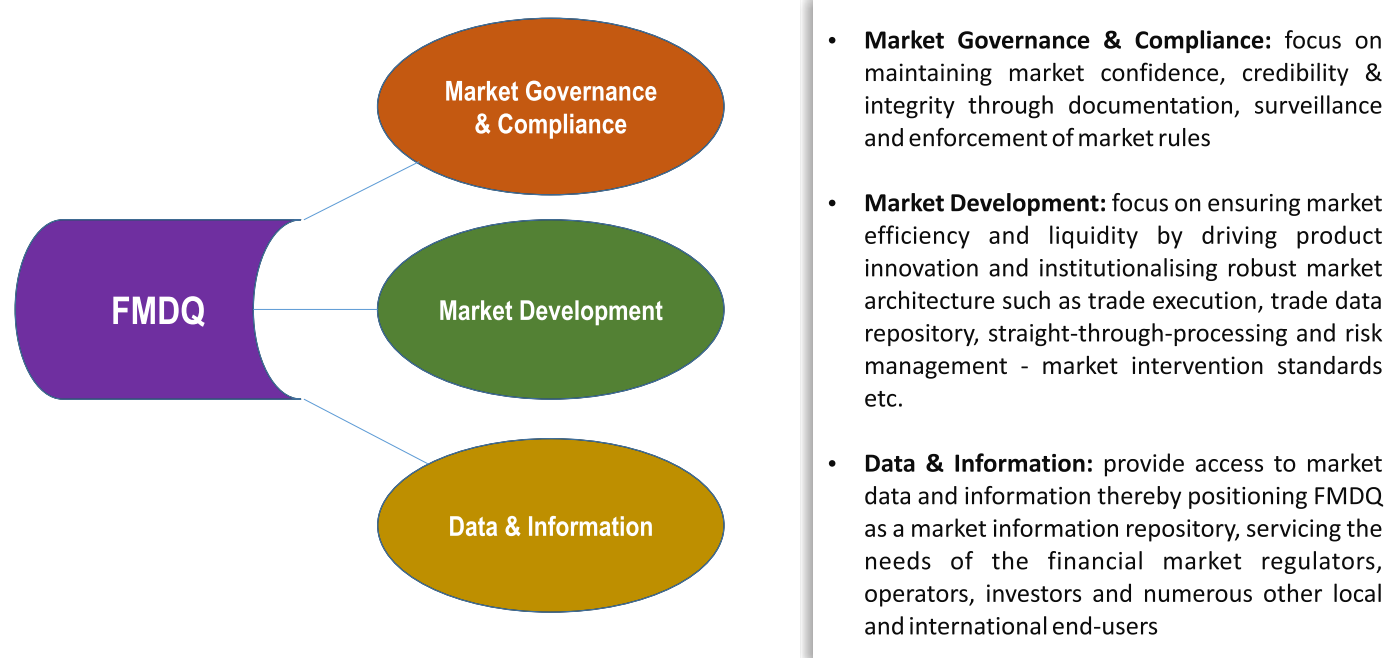 Market Governance
& Compliance
FMDQ
Market Development
Data & Information
• Market Governance & Compliance: focus on
maintaining market confidence, credibility &
integrity through documentation, surveillance
and enforcement of market rules
• Market Development: focus on ensuring market
efficiency and liquidity by driving product
innovation and institutionalising robust market
architecture such as trade execution, trade data
repository, straight-through-processing and risk
management - market intervention standards
etc.
• Data & Information: provide access to market
data and information thereby positioning FMDQ
as a market information repository, servicing the
needs of the financial market regulators,
operators, investors and numerous other local
and international end-users